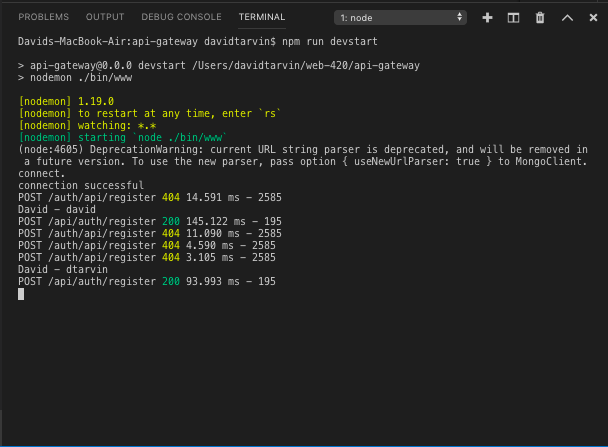 PROBLEMS OUTPUT DEBUG CONSOLE TERMINAL 1: node
Davids-MacBook-Air:api-gateway davidtarvin$ npm run devstart
> api-gateway@0.0.0 devstart /Users/davidtarvin/web-420/api-gateway
> nodemon ./bin/www
[nodemon] 1.19.0
[nodemon] to restart at any time, enter `rs`
[nodemon] watching: *.*
[nodemon] starting `node ./bin/www`
(node:4605) DeprecationWarning: current URL string parser is deprecated, and will be removed in
a future version. To use the new parser, pass option { useNewUrlParser: true } to MongoClient.
connect.
connection successful
POST /auth/api/register 404 14.591 ms - 2585
David - david
POST /api/auth/register 200 145.122 ms - 195
POST /auth/api/register 404 11.090 ms - 2585
POST /auth/api/register 404 4.590 ms - 2585
POST /auth/api/register 404 3.105 ms - 2585
David - dtarvin
POST /api/auth/register 200 93.993 ms - 195